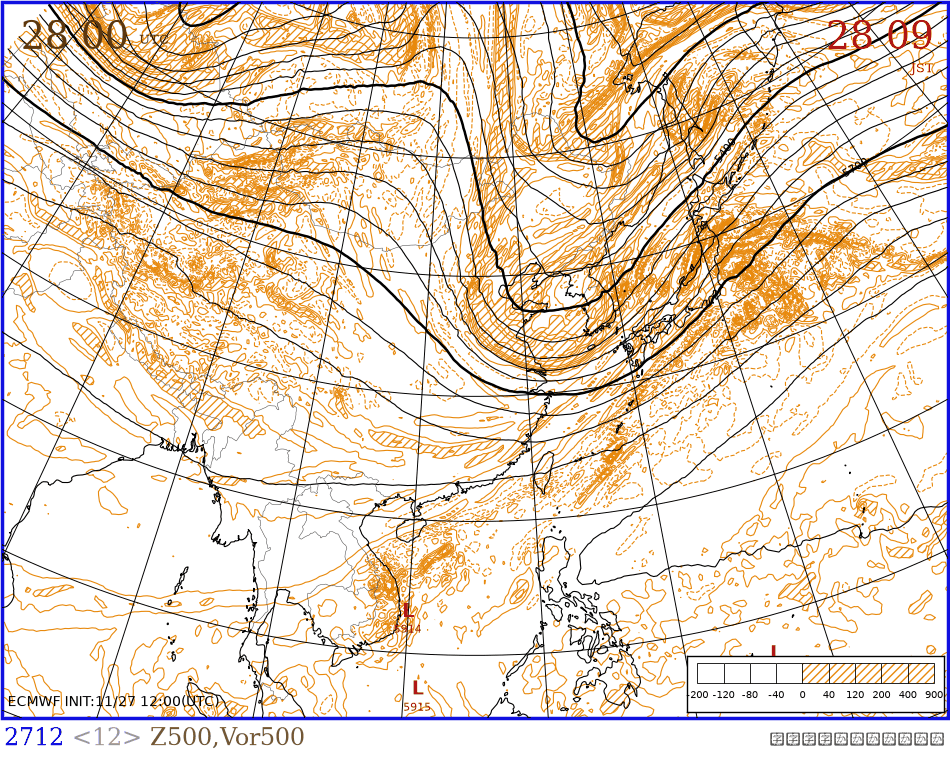 28 00 UTC
28 09
JST
5400
5700
L
5914
L
5915
L
-200 -120 -80 -40 0 40 120 200 400 900
ECMWF INIT:11/27 12:00(UTC)
2712 <12> Z500,Vor500